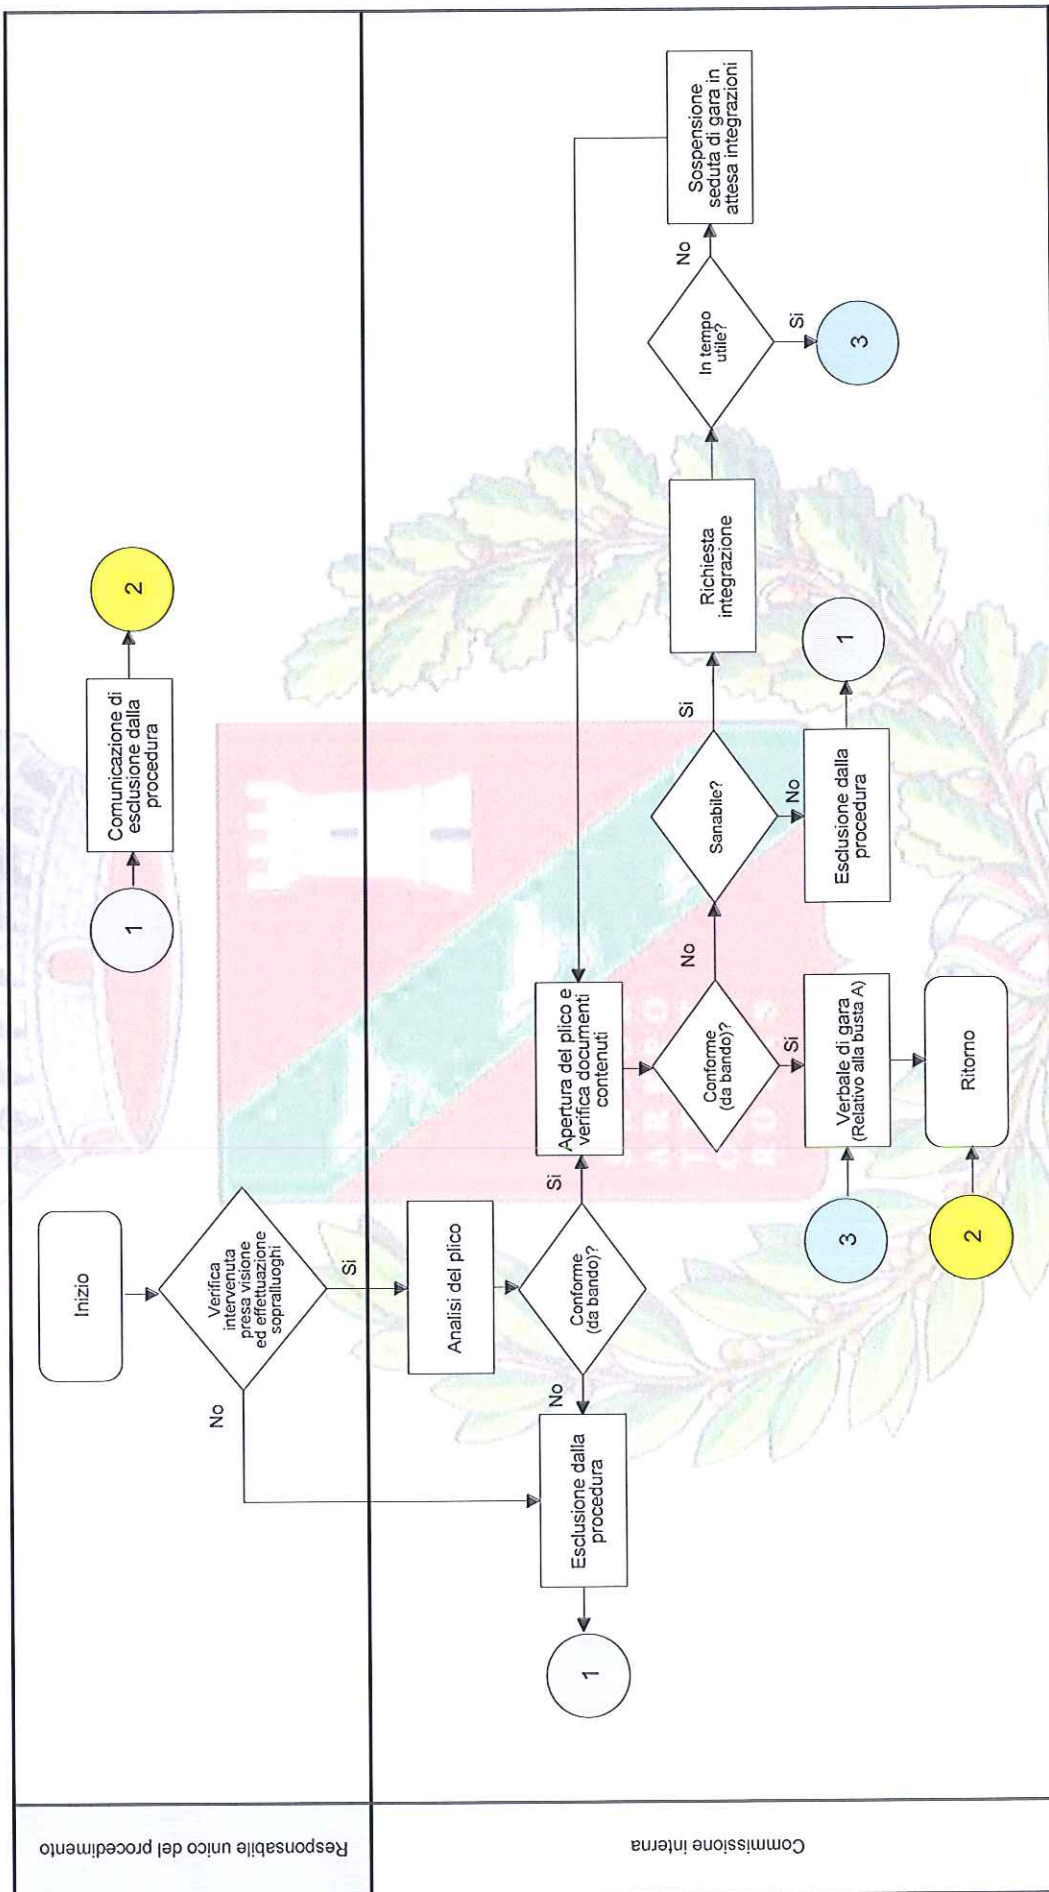 Responsabile unico del procedimento
Inizio
Verifica
intervenuta
presa visione
ed effettuazione
sopralluoghi
No
Si
1
Comunicazione di
esclusione dalla
procedura
2
Commissione interna
Analisi del plico
Conforme
(da bando)?
No
Si
Esclusione dalla
procedura
1
Apertura del plico e
verifica documenti
contenuti
Conforme
(da bando)?
No
Si
Sanabile?
Si
No
Richiesta
integrazione
In tempo
utile?
No
Si
Sospensione
seduta di gara in
attesa integrazioni
3
Esclusione dalla
procedura
1
3
Verbale di gara
(Relativo alla busta A)
2
Ritorno